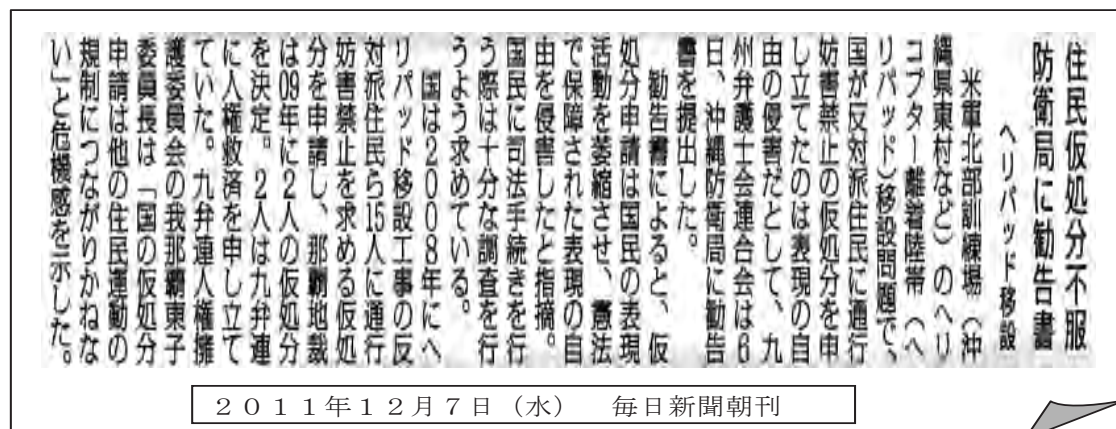 住民仮処分不服
防衛局に勧告書
ヘリパッド移設
米軍北部訓練場（沖
縄県東村など）のヘリ
コプター離着陸帯（ヘ
リパッド）移設問題で、
国が反対派住民に通行
妨害禁止の仮処分を申
し立てたのは表現の自
由の侵害だとして、九
州弁護士会連合会は6
日、沖縄防衛局に勧告
書を提出した。
勧告書によると、仮
処分申請は国民の表現
活動を萎縮させ、憲法
で保障された表現の自
由を侵害したと指摘。
国民に司法手続きを行
う際は十分な調査を行
うよう求めている。
国は2008年にヘ
リパッド移設工事の反
対派住民ら15人に通行
妨害禁止を求める仮処
分を申請し、那覇地裁
は09年に2人の仮処分
を決定。2人は九弁連
に人権救済を申し立て
ていた。九弁連人権擁
護委員会の我那覇東子
委員長は「国の仮処分
申請は他の住民運動の
規制につながりかねな
い」と危機感を示した。
２０１１年１２月７日（水）　毎日新聞朝刊